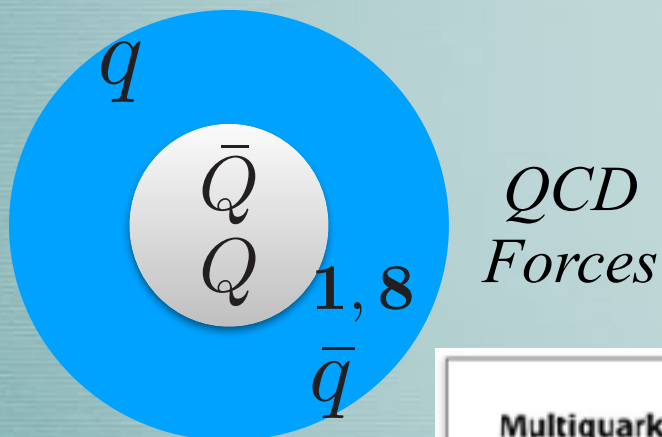 q
Q̄
Q
1, 8
q̄
QCD
Forces
Multiquark